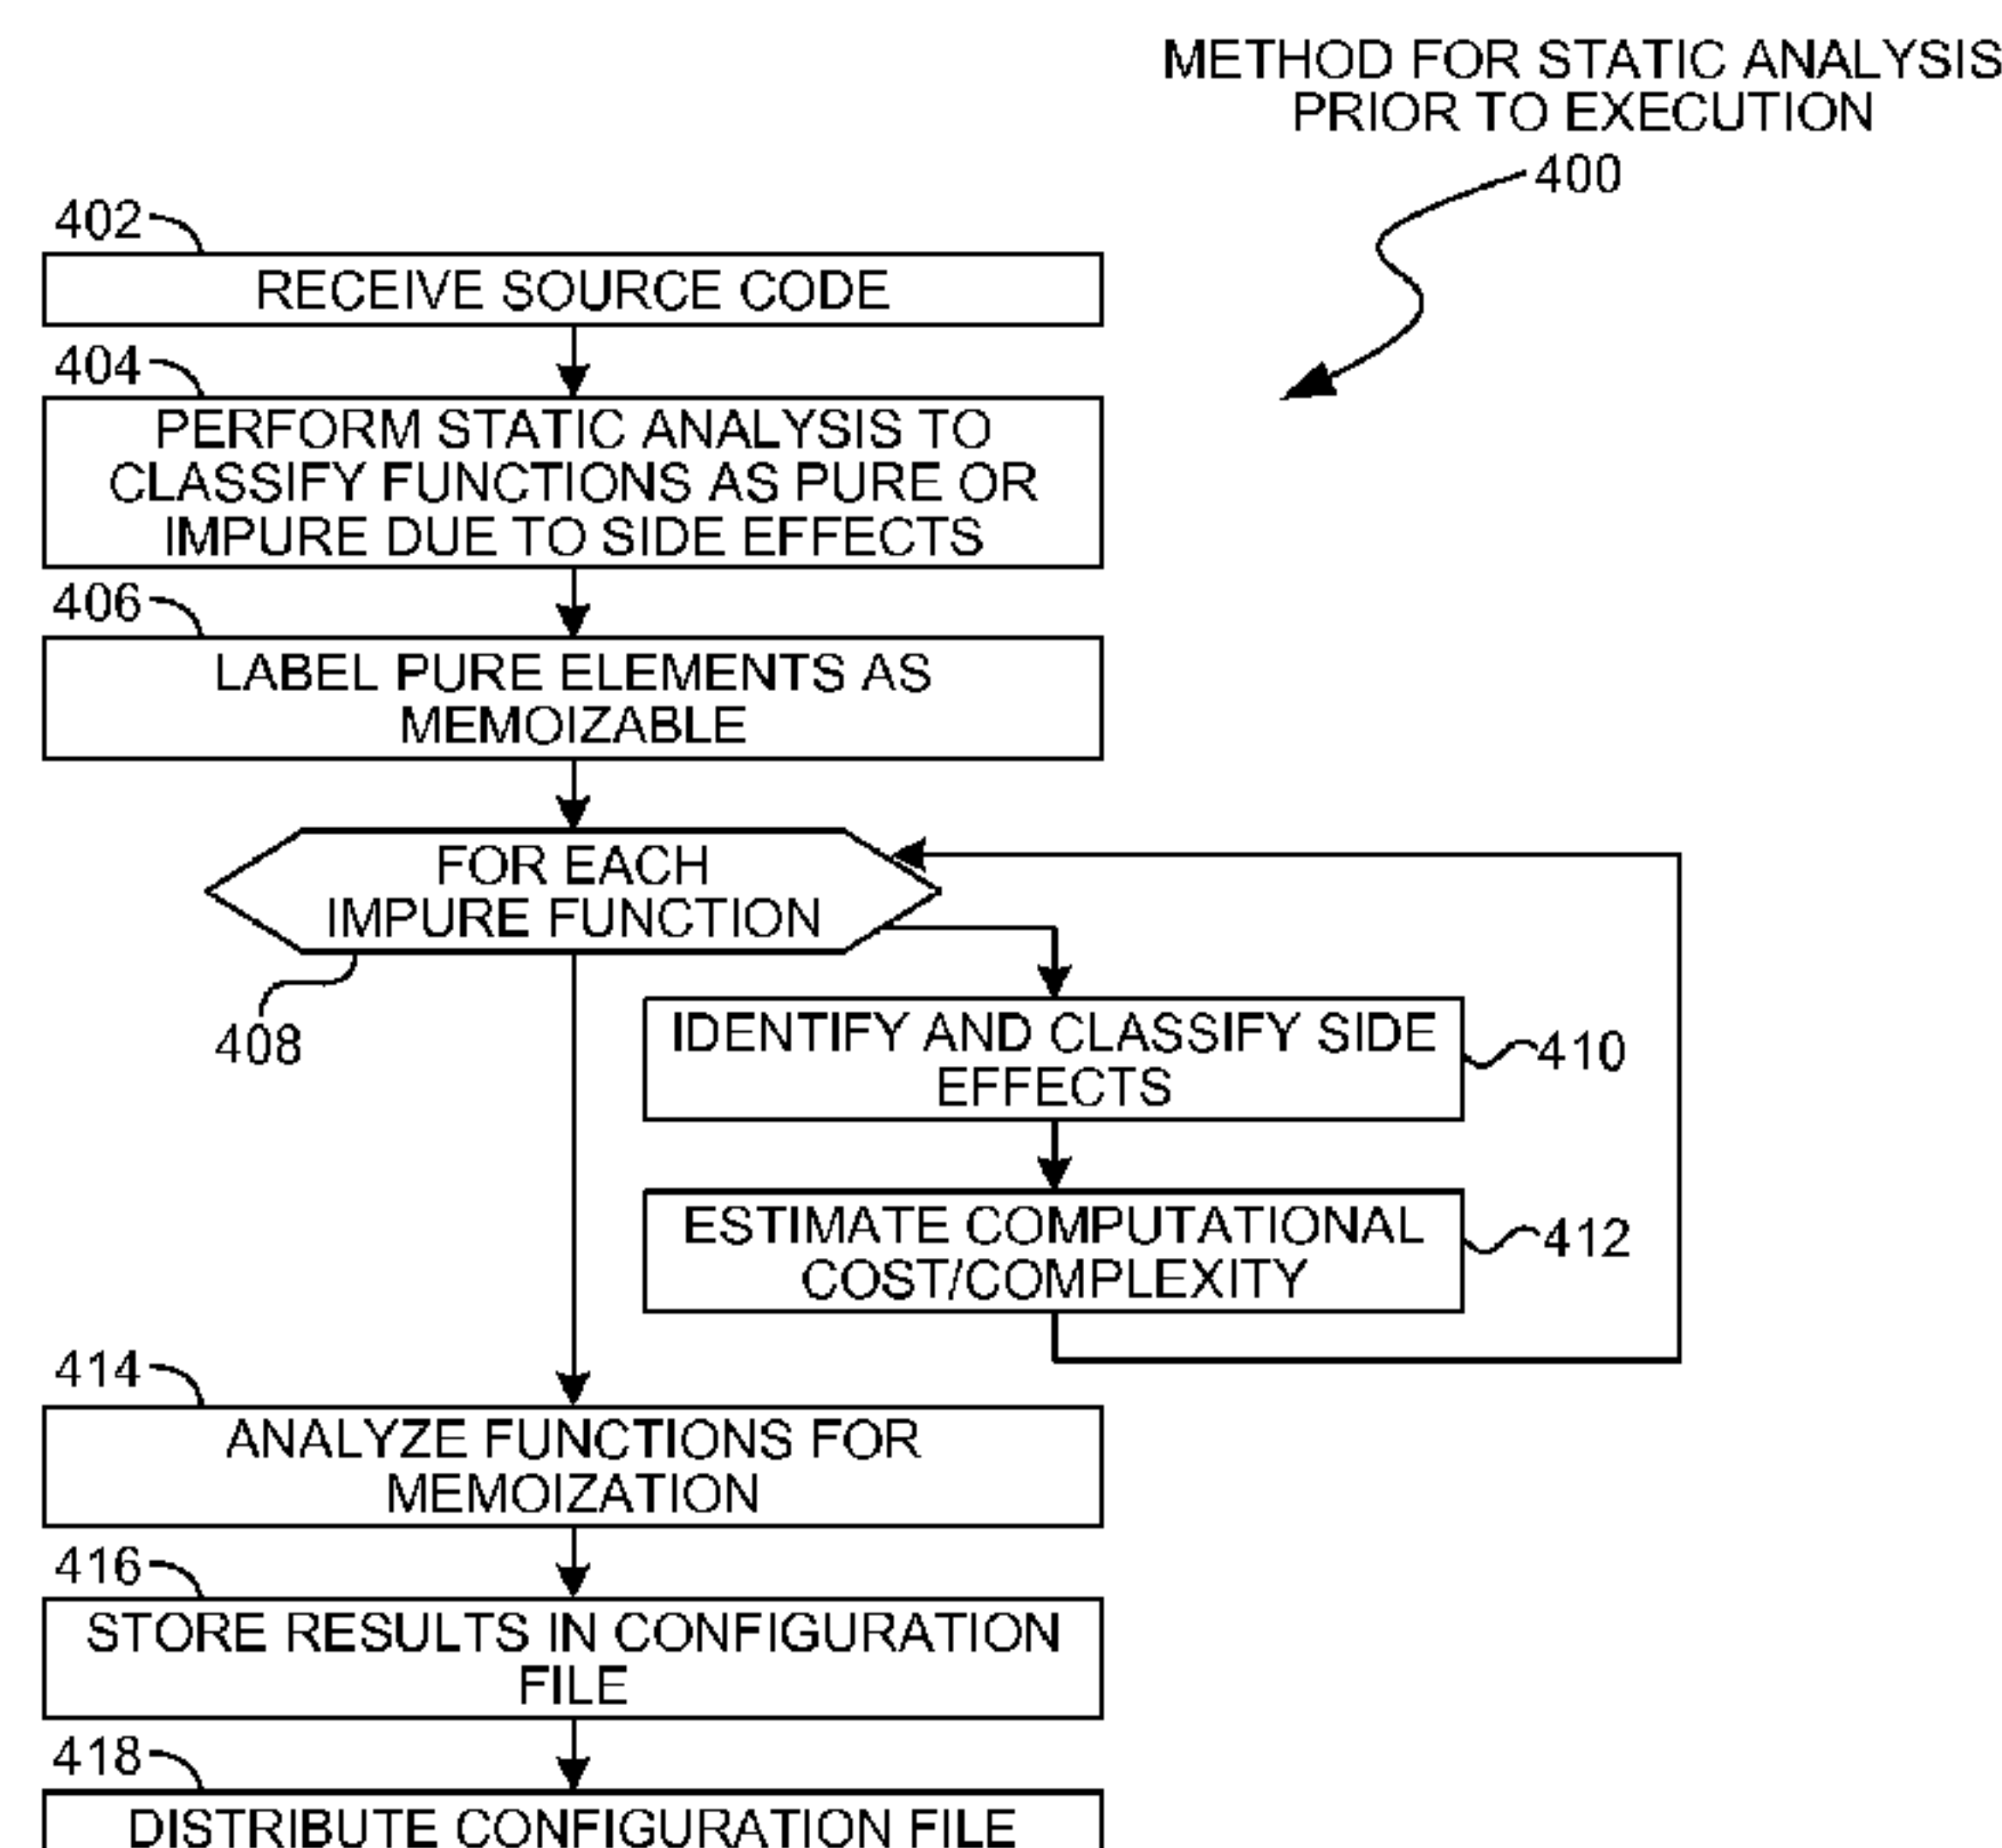 METHOD FOR STATIC ANALYSIS
PRIOR TO EXECUTION
400
402
RECEIVE SOURCE CODE
404
PERFORM STATIC ANALYSIS TO
CLASSIFY FUNCTIONS AS PURE OR
IMPURE DUE TO SIDE EFFECTS
406
LABEL PURE ELEMENTS AS
MEMOIZABLE
FOR EACH
IMPURE FUNCTION
408
IDENTIFY AND CLASSIFY SIDE
EFFECTS
410
ESTIMATE COMPUTATIONAL
COST/COMPLEXITY
412
414
ANALYZE FUNCTIONS FOR
MEMOIZATION
416
STORE RESULTS IN CONFIGURATION
FILE
418
DISTRIBUTE CONFIGURATION FILE